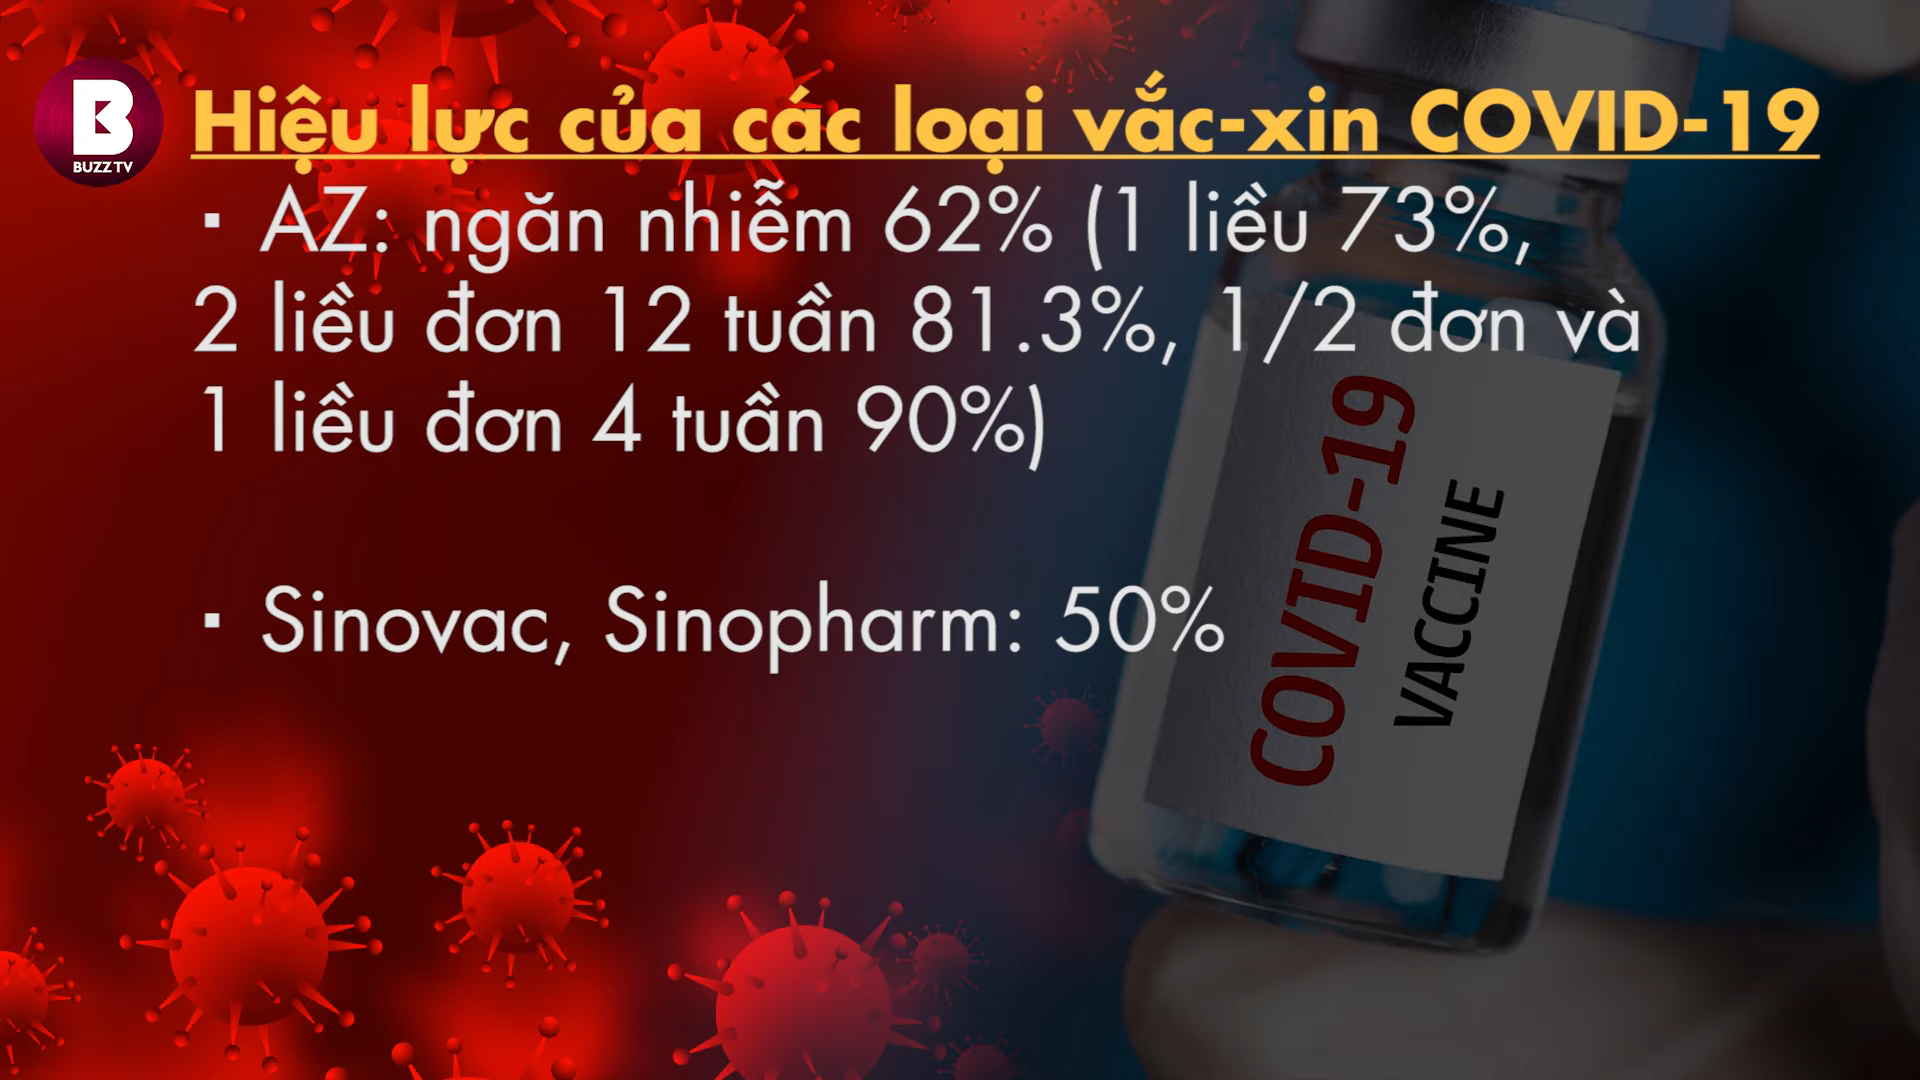 B
BUZZ TV
Hiệu lực của các loại vắc-xin COVID-19
▪ AZ: ngăn nhiễm 62% (1 liều 73%,
2 liều đơn 12 tuần 81.3%, 1/2 đơn và
1 liều đơn 4 tuần 90%)
▪ Sinovac, Sinopharm: 50%
COVID-19
VACCINE